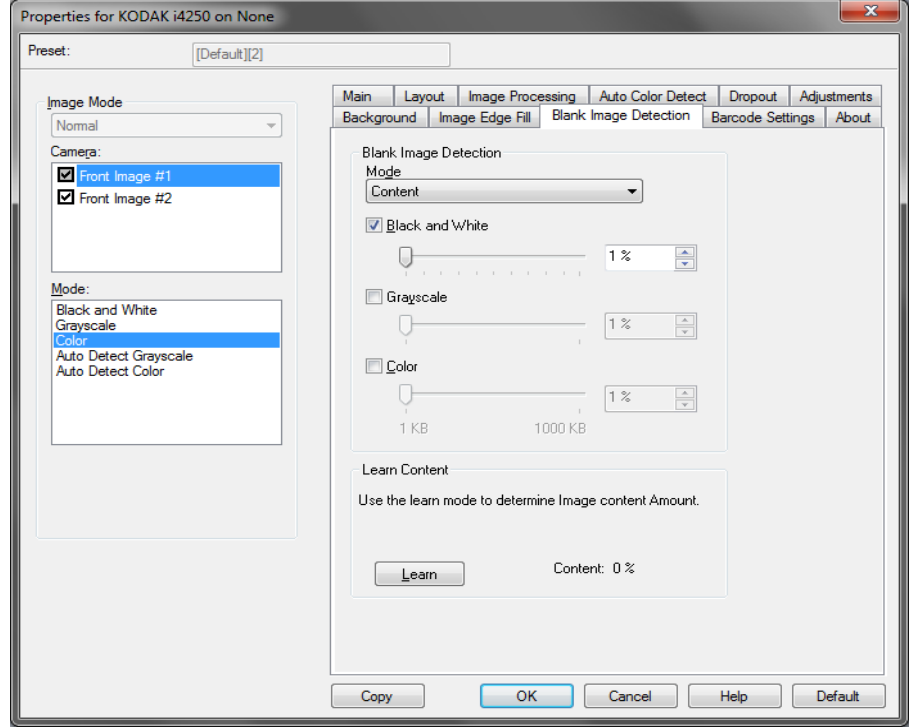 Properties for KODAK i4250 on None
Preset:
[Default][2]
Image Mode
Normal
Camera:
Front Image #1
Front Image #2
Mode:
Black and White
Grayscale
Color
Auto Detect Grayscale
Auto Detect Color
Main Layout Image Processing Auto Color Detect Dropout Adjustments
Background Image Edge Fill Blank Image Detection Barcode Settings About
Blank Image Detection
Mode
Content
Black and White
1 %
Grayscale
1 %
Color
1 %
1 KB 1000 KB
Learn Content
Use the learn mode to determine Image content Amount.
Learn Content: 0 %
Copy OK Cancel Help Default